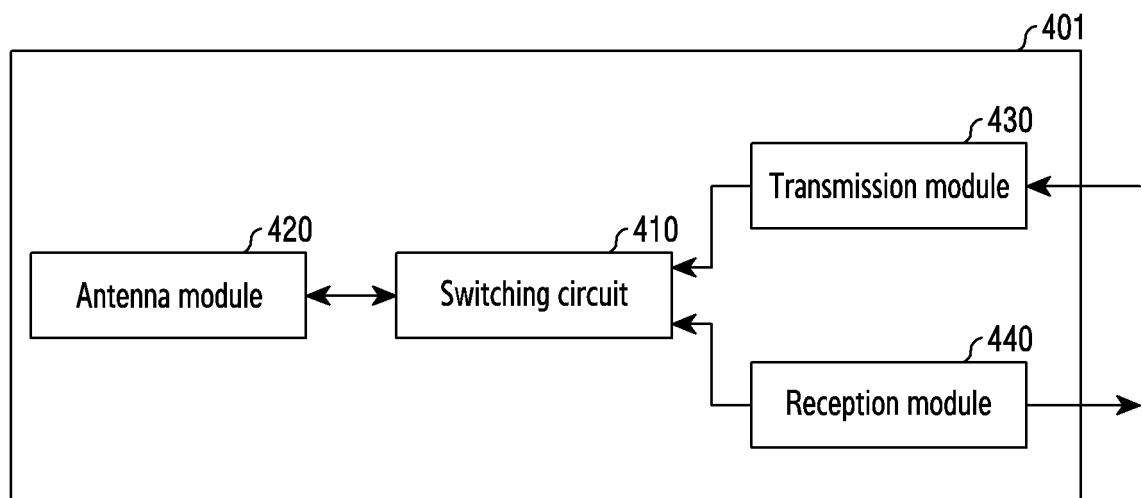 401
430
Transmission module
420
410
Antenna module
Switching circuit
440
Reception module